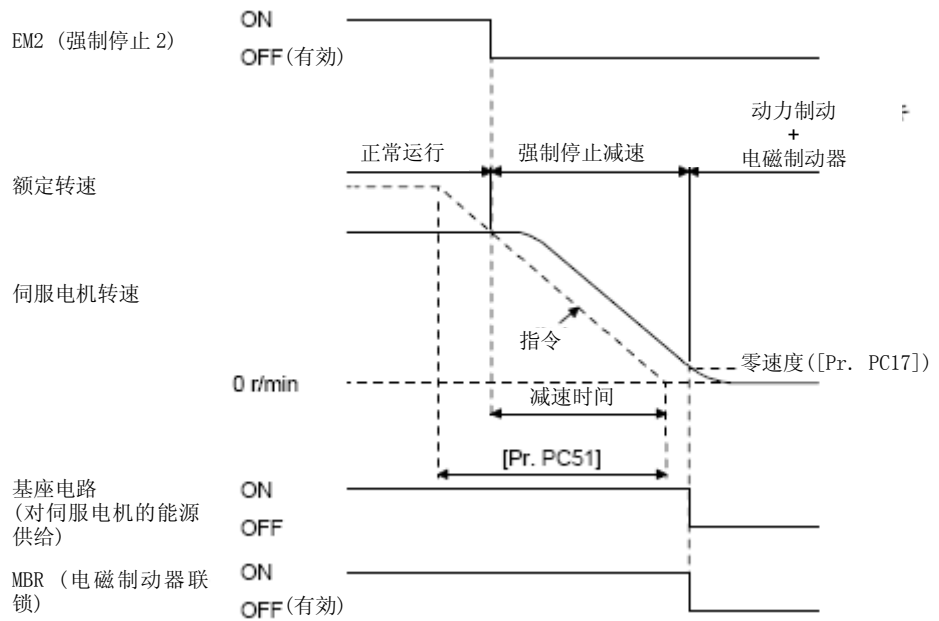 ON
EM2 (强制停止 2)
OFF(有効)
动力制动
+
电磁制动器
正常运行
强制停止减速
额定转速
伺服电机转速
指令
零速度([Pr. PC17])
0 r/min
减速时间
[Pr. PC51]
基座电路
(对伺服电机的能源
供给)
ON
OFF
MBR (电磁制动器联
锁)
ON
OFF(有効)